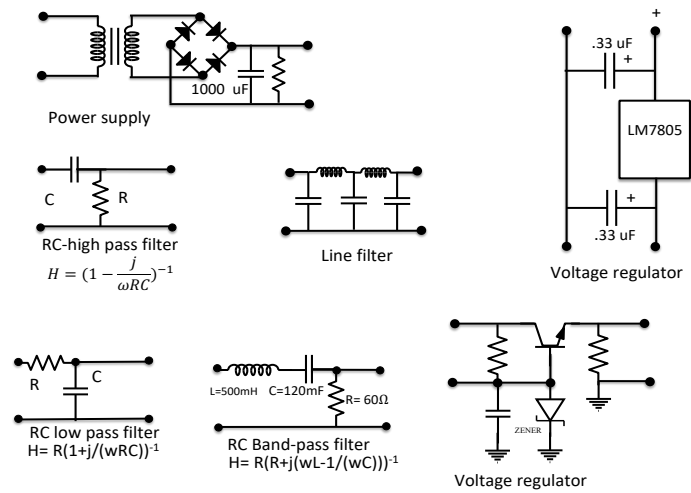 1000 uF
Power supply
+
.33 uF
+
LM7805
+
.33 uF
Voltage regulator
C
R
RC-high pass filter
H = (1 − j/ωRC)⁻¹
Line filter
R
C
RC low pass filter
H= R(1+j/(wRC))⁻¹
L=500mH
C=120mF
R= 60Ω
RC Band-pass filter
H= R(R+j(wL-1/(wC)))⁻¹
ZENER
Voltage regulator